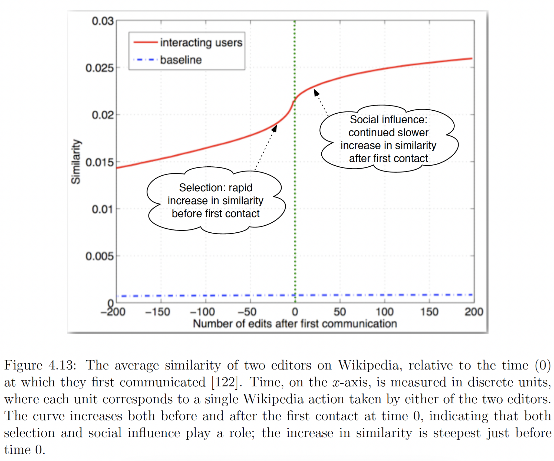 0.03
interacting users
baseline
0.025
0.02
Social influence:
continued slower
increase in similarity
after first contact
Similarity
0.015
Selection: rapid
increase in similarity
before first contact
0.01
0.005
0
−200 −150 −100 −50 0 50 100 150 200
Number of edits after first communication
Figure 4.13: The average similarity of two editors on Wikipedia, relative to the time (0)
at which they first communicated [122]. Time, on the x-axis, is measured in discrete units,
where each unit corresponds to a single Wikipedia action taken by either of the two editors.
The curve increases both before and after the first contact at time 0, indicating that both
selection and social influence play a role; the increase in similarity is steepest just before
time 0.